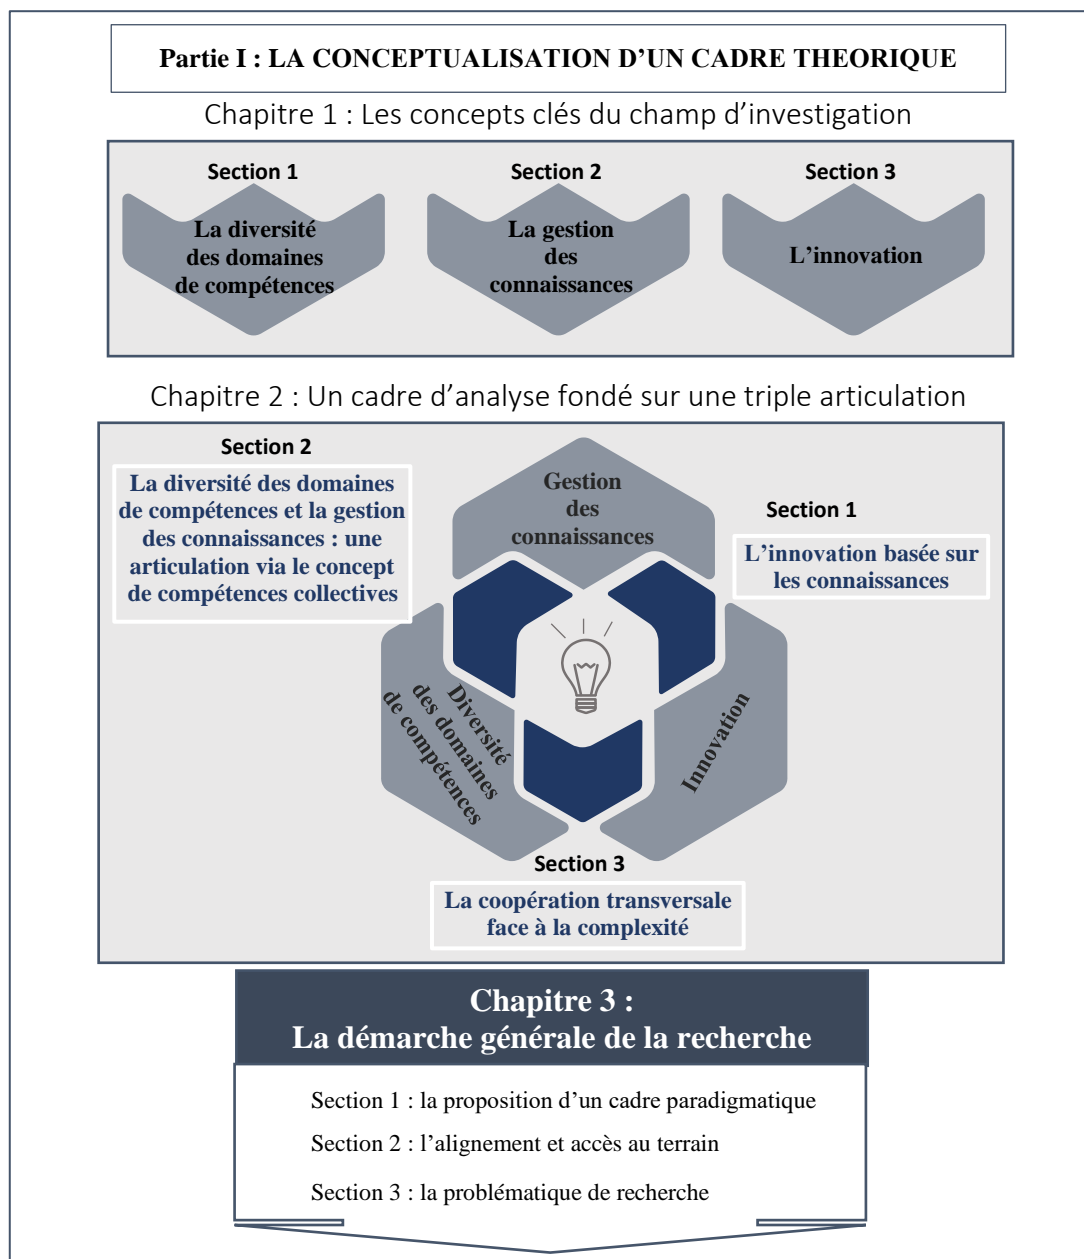 Partie I : LA CONCEPTUALISATION D’UN CADRE THEORIQUE
Chapitre 1 : Les concepts clés du champ d’investigation
Section 1
La diversité
des domaines
de compétences
Section 2
La gestion
des
connaissances
Section 3
L’innovation
Chapitre 2 : Un cadre d’analyse fondé sur une triple articulation
Section 2
La diversité des domaines
de compétences et la gestion
des connaissances : une
articulation via le concept
de compétences collectives
Gestion
des
connaissances
Section 1
L’innovation basée sur
les connaissances
Diversité
des domaines
de compétences
Innovation
Section 3
La coopération transversale
face à la complexité
Chapitre 3 :
La démarche générale de la recherche
Section 1 : la proposition d’un cadre paradigmatique
Section 2 : l’alignement et accès au terrain
Section 3 : la problématique de recherche